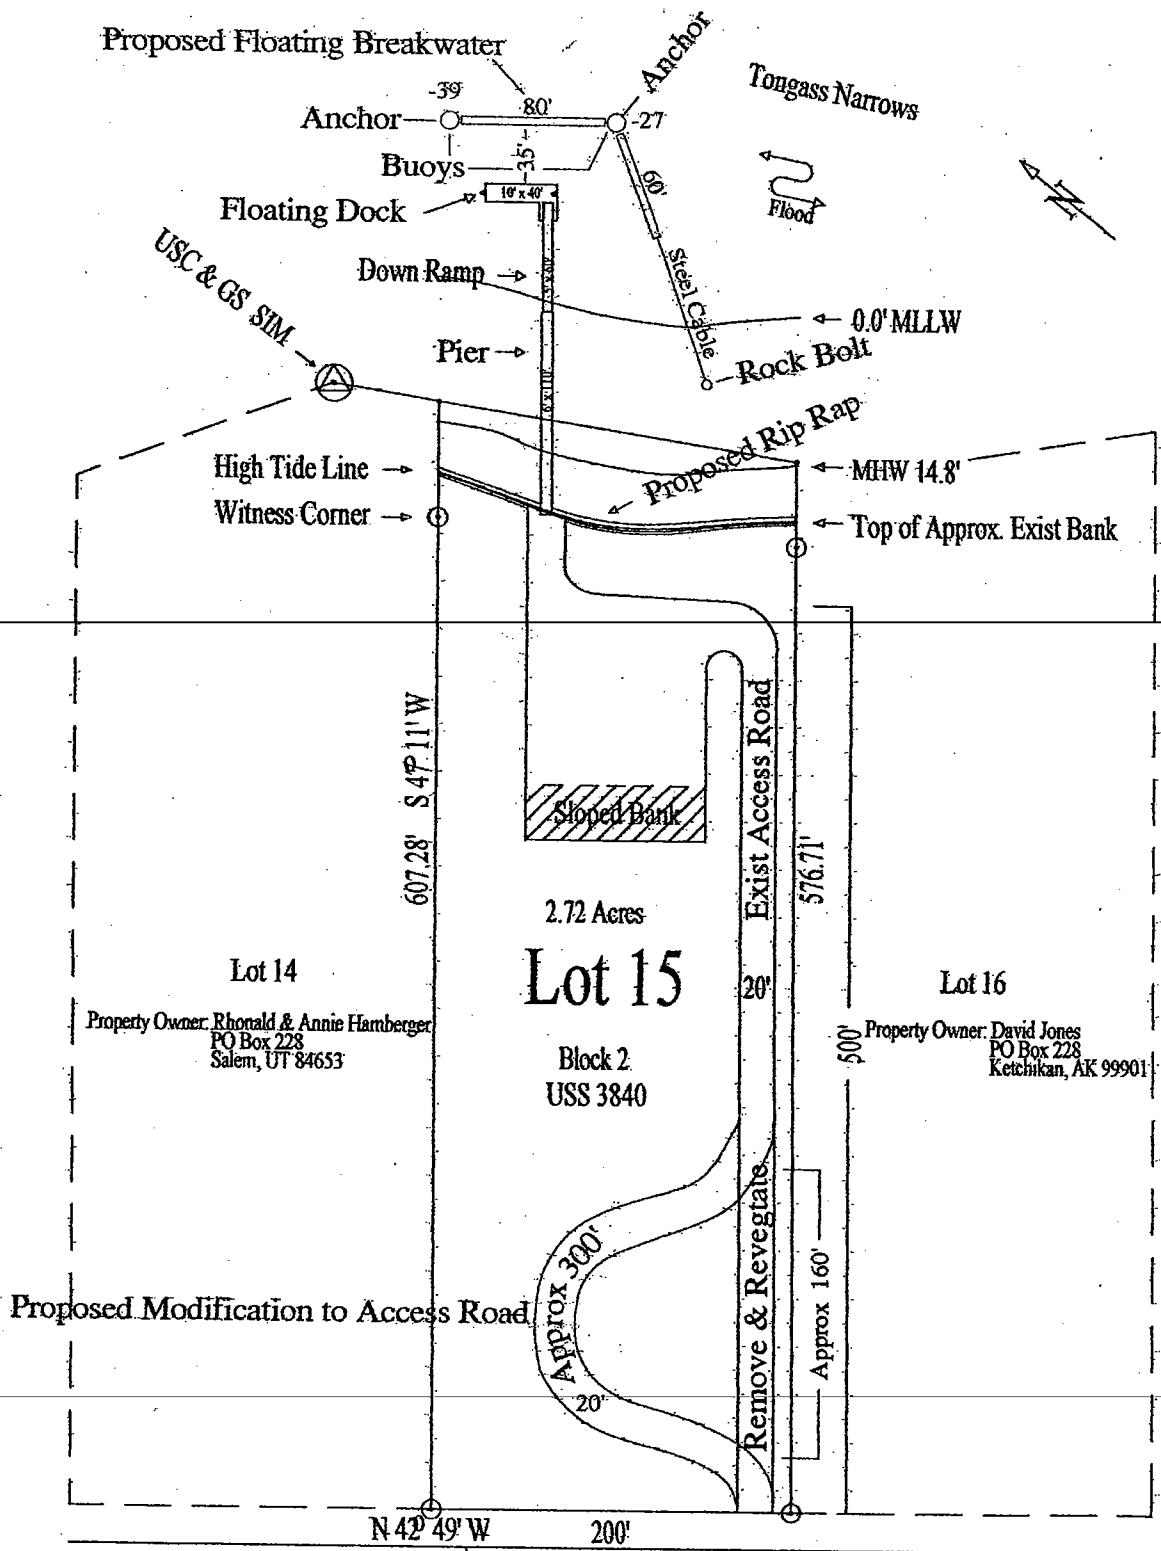 Proposed Floating Breakwater
Anchor
Tongass Narrows
-39
80'
Anchor
-27
Buoys
35'
60'
10' x 40'
Flood
N
Floating Dock
USC & GS SIM
Down Ramp
Steel Cable
0.0' MLLW
Pier
Rock Bolt
Proposed Rip Rap
High Tide Line
MHW 14.8'
Witness Corner
Top of Approx. Exist Bank
Exist Access Road
607.28' S 47° 11' W
Sloped Bank
576.71'
2.72 Acres
Lot 15
20'
Lot 14
Property Owner: Rhonald & Annie Hamberger
PO Box 228
Salem, UT 84653
Lot 16
Property Owner: David Jones
PO Box 228
Ketchikan, AK 99901
500'
Block 2
USS 3840
Remove & Revegtate
Approx 300'
Approx 160'
Proposed Modification to Access Road
20'
N 42° 49' W
200'